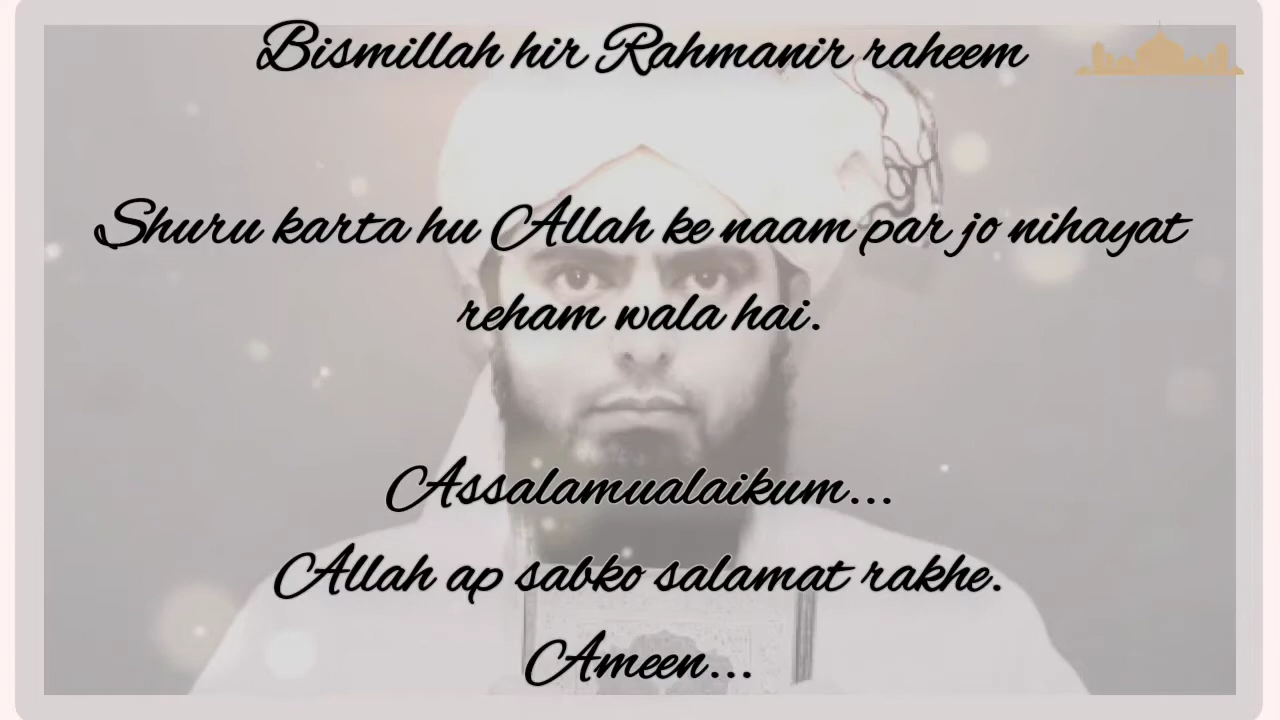 Bismillah hir Rahmanir raheem
Shuru karta hu Allah ke naam par jo nihayat
reham wala hai.
Assalamualaikum...
Allah ap sabko salamat rakhe.
Ameen...